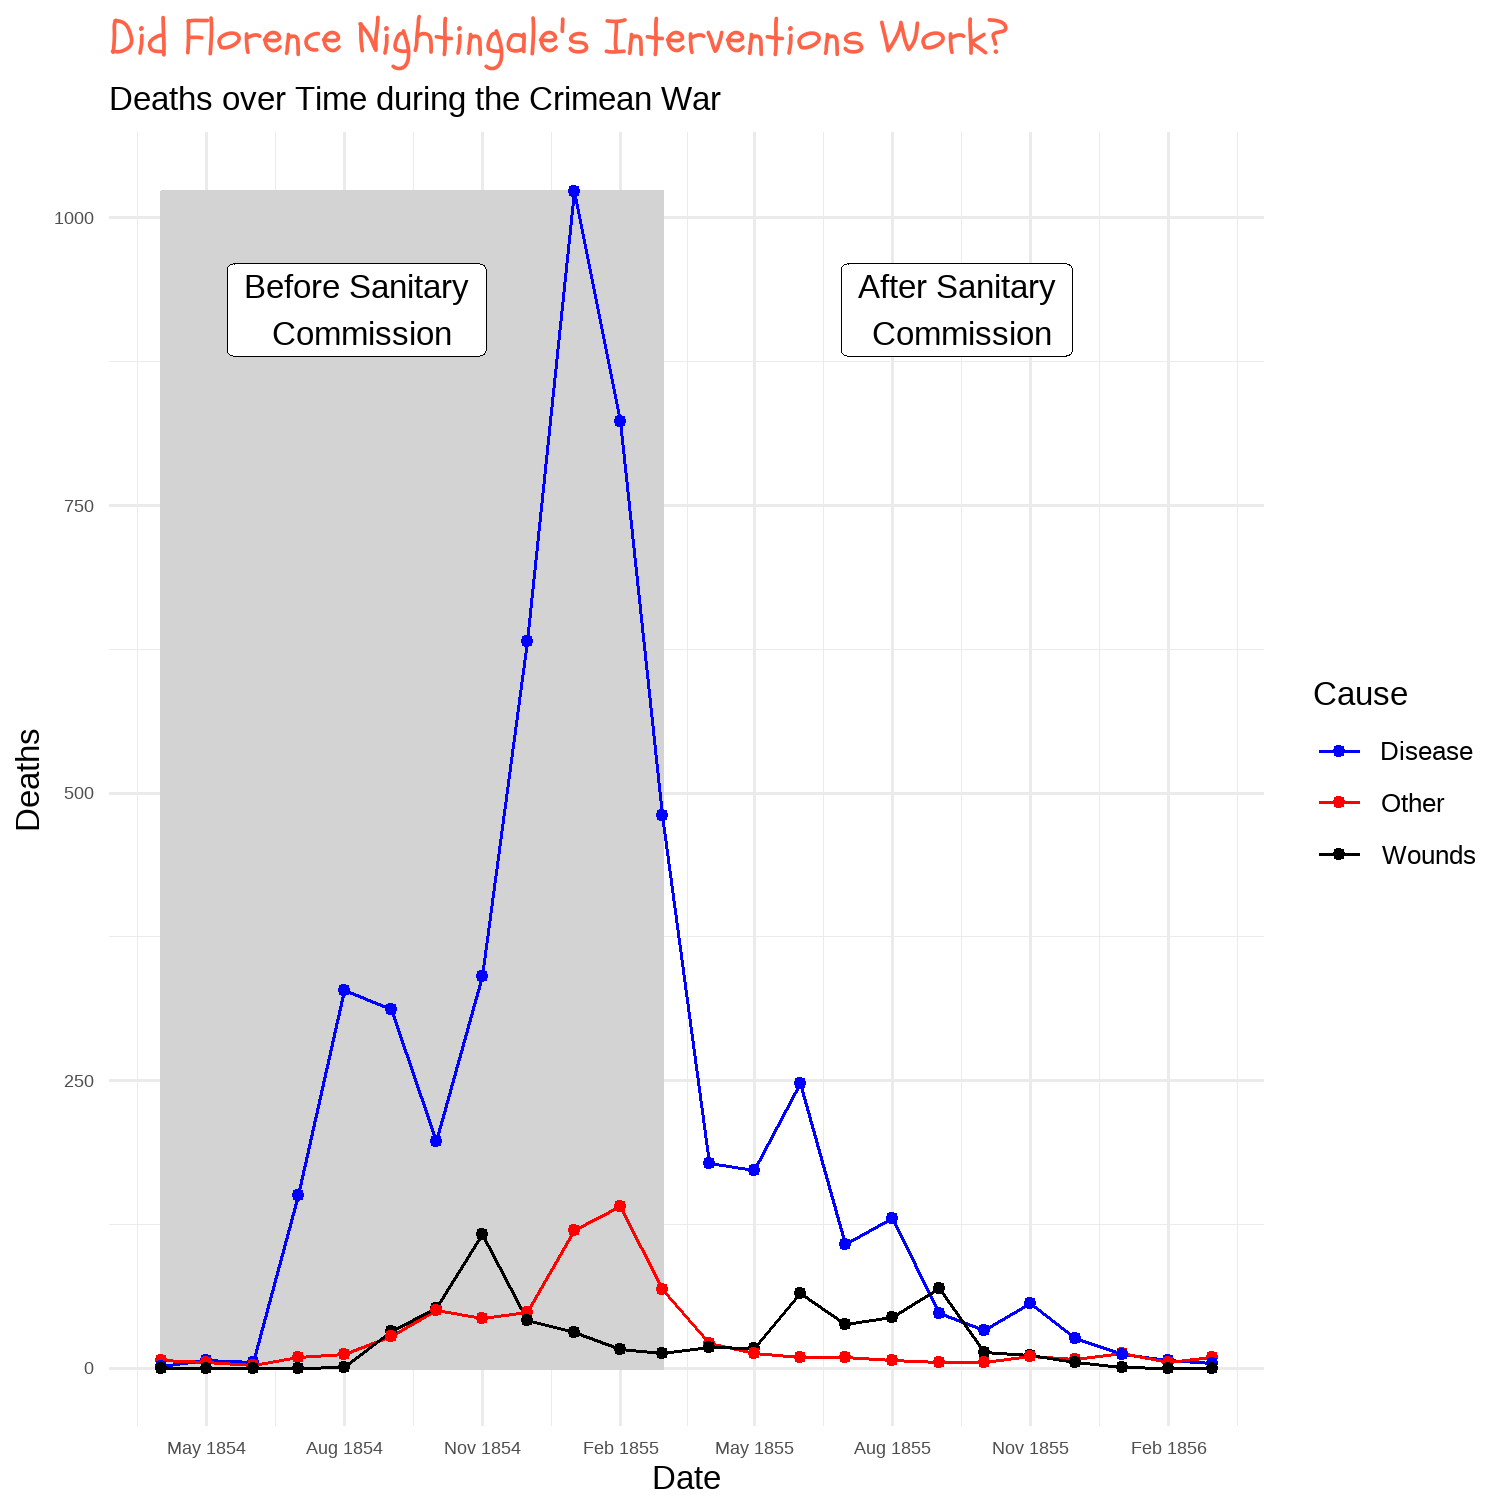 Did Florence Nightingale's Interventions Work?
Deaths over Time during the Crimean War
1000
750
500
250
0
Deaths
Before Sanitary
Commission
After Sanitary
Commission
May 1854
Aug 1854
Nov 1854
Feb 1855
May 1855
Aug 1855
Nov 1855
Feb 1856
Date
Cause
Disease
Other
Wounds